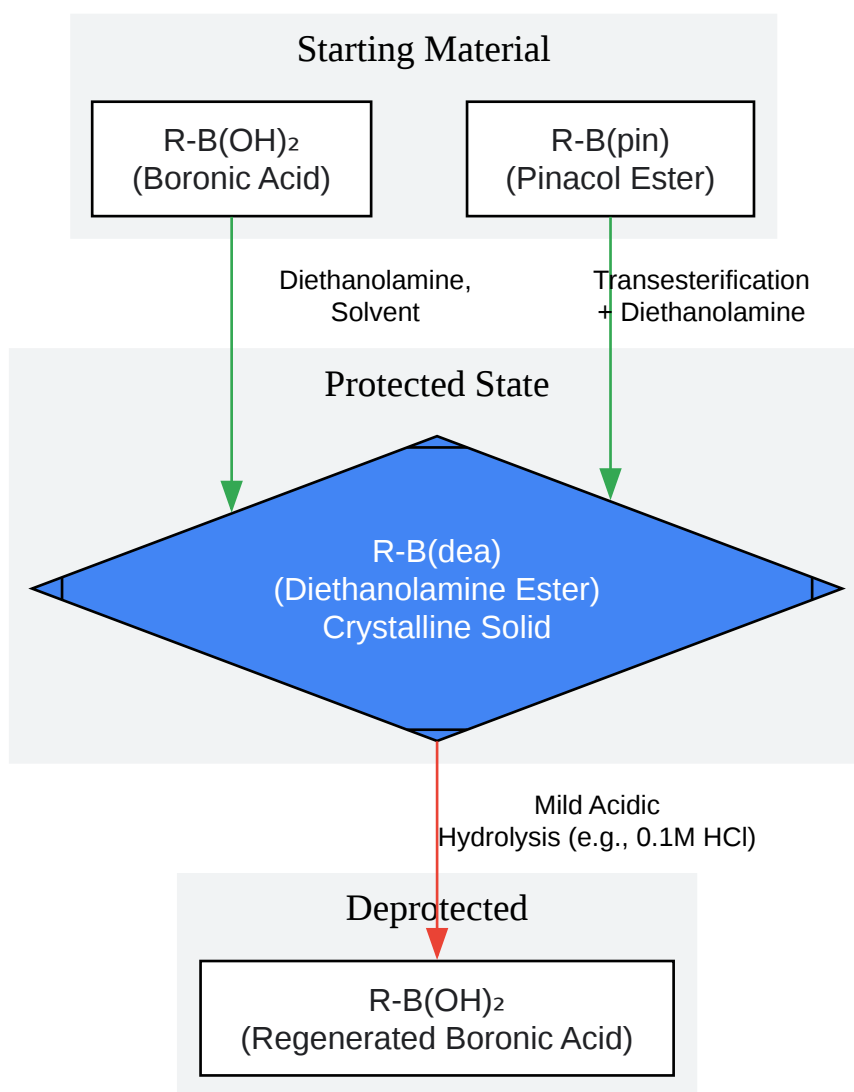 Starting Material
R-B(OH)₂
(Boronic Acid)
R-B(pin)
(Pinacol Ester)
Diethanolamine,
Solvent
Transesterification
+ Diethanolamine
Protected State
R-B(dea)
(Diethanolamine Ester)
Crystalline Solid
Mild Acidic
Hydrolysis (e.g., 0.1M HCl)
Deprotected
R-B(OH)₂
(Regenerated Boronic Acid)